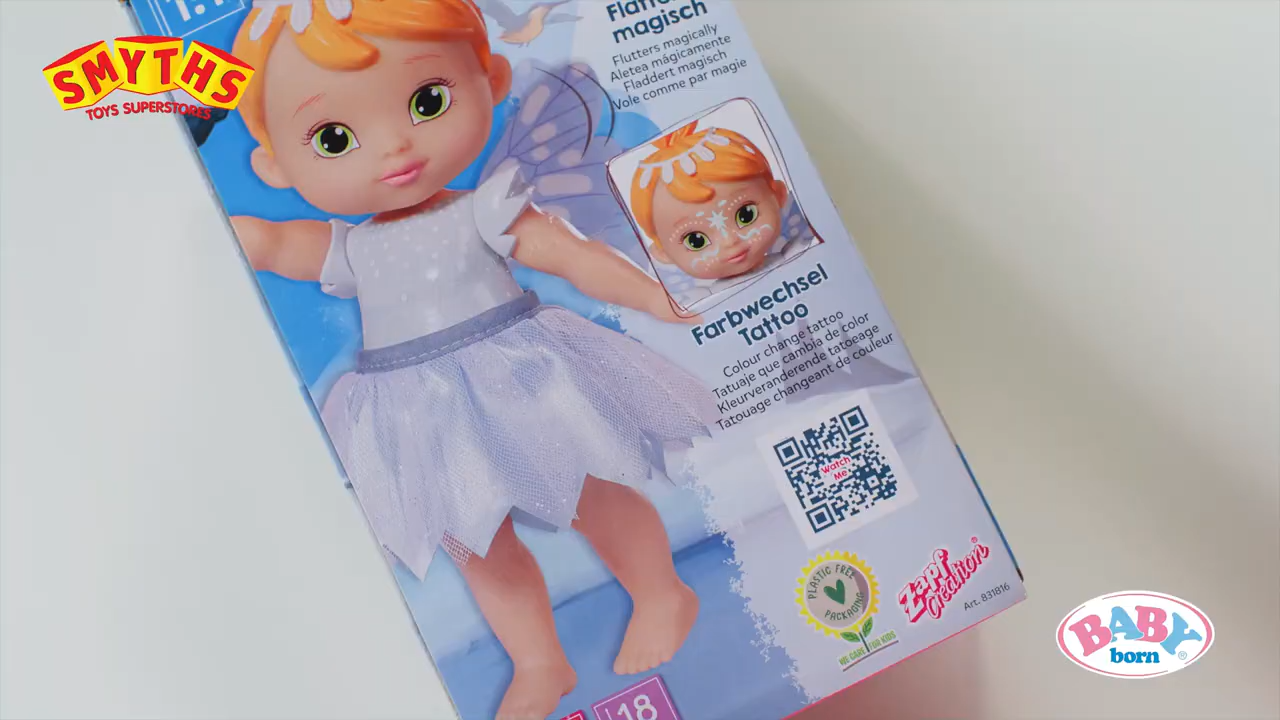 SMYTHS
TOYS SUPERSTORES
magisch
Flutters magically
Aletea mágicamente
Fladdert magisch
Vole comme par magie
Farbwechsel
Tattoo
Colour change tattoo
Tatuaje que cambia de color
Kleurveranderende tatoeage
Tatouage changeant de couleur
Watch
Me
PLASTIC FREE
PACKAGING
WE CARE FOR KIDS
Zapf
Creation
®
Art. 831816
18
BABY
born®